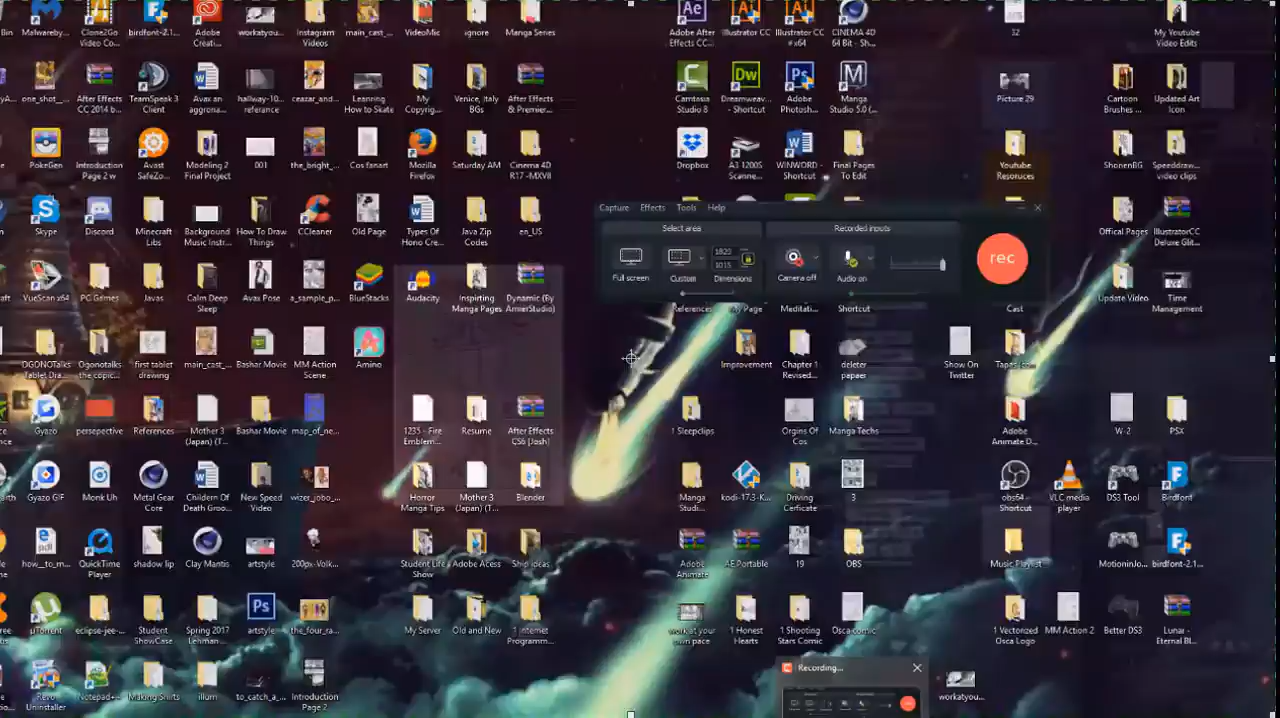 Bin
Malwareby...
Clone2Go
Video Co...
birdfont-2.1...
Adobe
Creati...
workatyou...
Instagram
Videos
main_cast_...
VideoMic
ignore
Manga Series
Adobe After
Effects CC...
Illustrator CC
Illustrator CC
x64
CINEMA 4D
64 Bit - Sh...
32
My Youtube
Video Edits
one_shot_...
After Effects
CC 2014 b...
TeamSpeak 3
Client
Avax an
aggrona...
hallway-10...
referance
ceazar_and...
Learning
How to Skate
My
Copyrig...
Venice, Italy
BGs
After Effects
& Premier...
Camtasia
Studio 8
Dreamweav...
- Shortcut
Adobe
Photosh...
Manga
Studio 5.0 (...
Picture 29
Cartoon
Brushes ...
Updated Art
Icon
PokeGen
Introduction
Page 2 w
Avast
SafeZo...
Modeling 2
Final Project
001
the_bright_...
Cos fanart
Mozilla
Firefox
Saturday AM
Cinema 4D
R17 -MXV8
Dropbox
A3 1200S
Scanne...
WINWORD -
Shortcut
Final Pages
To Edit
Youtube
Resoruces
ShonenBG
Speeddraw...
video clips
Capture Effects Tools Help
Select area
Recorded inputs
Full screen
Custom
1820
1015
Dimensions
Camera off
Audio on
rec
Skype
Discord
Minecraft
Libs
Background
Music Instr...
How To Draw
Things
CCleaner
Old Page
Types Of
Hono Cre...
Java Zip
Codes
en_US
Offical Pages
IllustratorCC
Deluxe Glit...
VueScan x64
PC Games
Javas
Calm Deep
Sleep
Avax Pose
a_sample_p...
BlueStacks
Audacity
Inspirting
Manga Pages
Dynamic (By
AmierStudio)
References
My Page
Meditati...
Shortcut
Cast
Update Video
Time
Management
OGONOTalks
Tablet Dra...
Ogonotalks
the copic...
first tablet
drawing
main_cast_...
Bashar Movie
MM Action
Scene
Amino
Improvement
Chapter 1
Revised...
deleter
papaer
Show On
Twitter
Gyazo
persepective
References
Mother 3
(Japan) (T...
Bashar Movie
map_of_ne...
1235 - Fire
Emblem...
Resume
After Effects
CS6 (Josh)
1 Sleepclips
Orgins Of
Cos
Manga Techs
Adobe
Animate D...
W-2
PSX
Gyazo GIF
Monk Uh
Metal Gear
Core
Childern Of
Death Groo...
New Speed
Video
wizer_jobo_...
Horror
Manga Tips
Mother 3
(Japan) (T...
Blender
Manga
Studi...
kodi-17.3-K...
Driving
Cerficate
3
obs64 -
Shortcut
VLC media
player
DS3 Tool
Birdfont
how_to_m...
QuickTime
Player
shadow lip
Clay Mantis
artstyle
200px-Volk...
Student Life
Show
Adobe Acess
Ship ideas
Adobe
Animate
AE Portable
19
OBS
Music Playlist
MotioninJo...
birdfont-2.1...
µTorrent
eclipse-jee-...
Student
ShowCase
Spring 2017
Lehman...
artstyle
the_four_ra...
My Server
Old and New
1 Internet
Programm...
work at your
own pace
1 Honest
Hearts
1 Shooting
Stars Comic
Osca comic
1 Vectorized
Osca Logo
MM Action 2
Better DS3
Lunar -
Eternal Bl...
Revo
Uninstaller
Notepad++
Making Shirts
illum
to_catch_a_...
Introduction
Page 2
Recording...
workatyou...